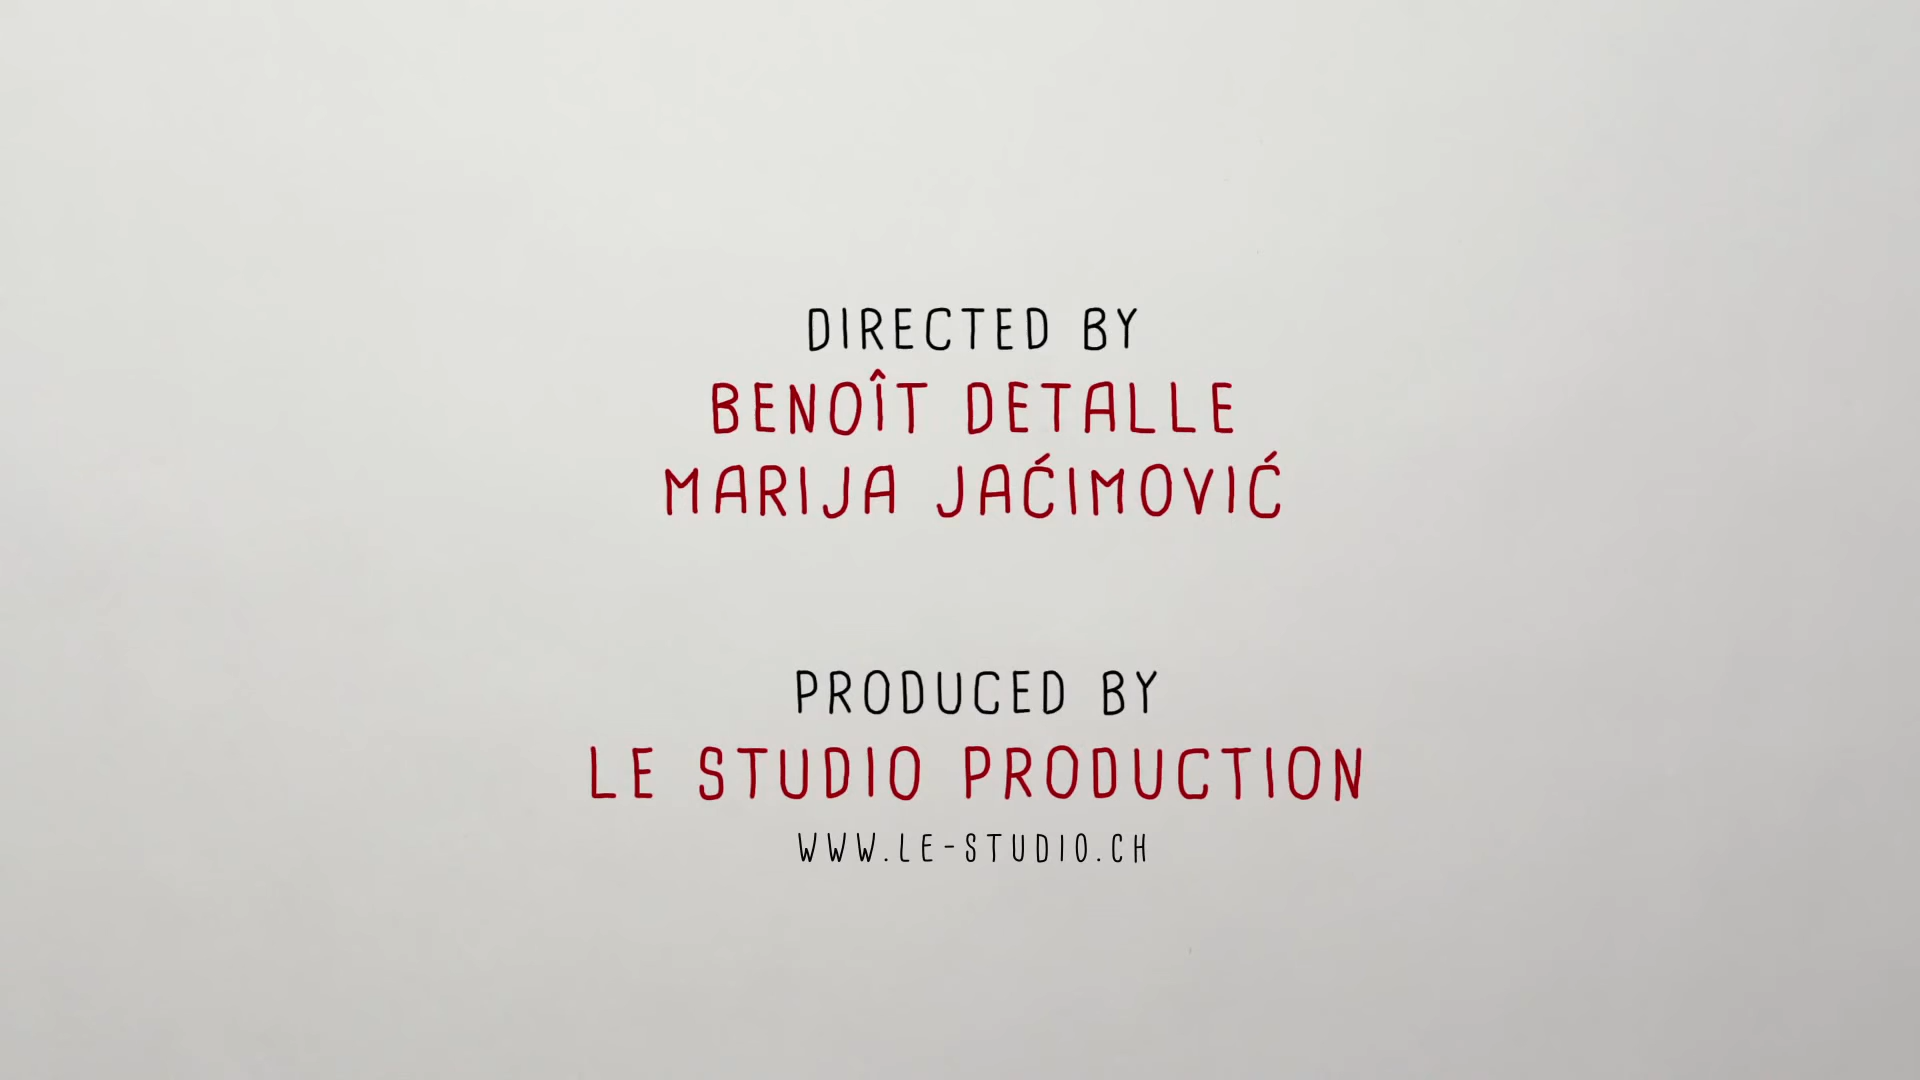 DIRECTED BY
BENOÎT DETALLE
MARIJA JAĆIMOVIĆ
PRODUCED BY
LE STUDIO PRODUCTION
WWW.LE-STUDIO.CH